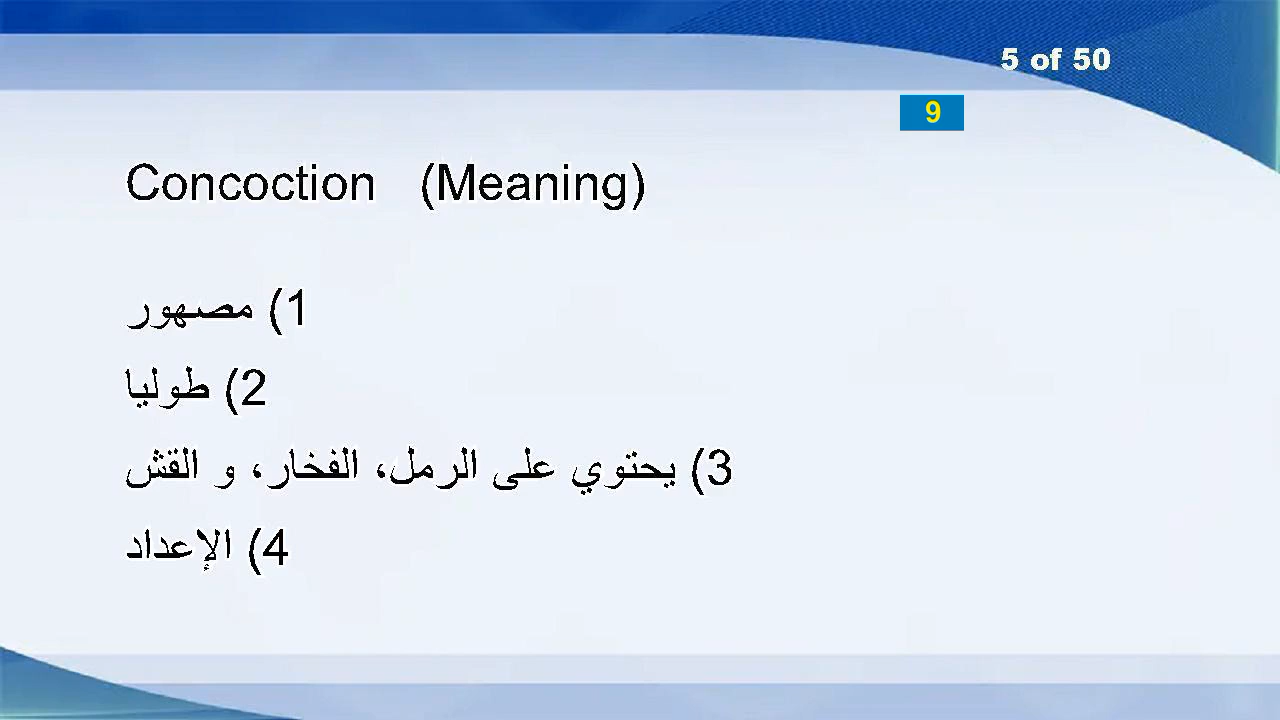 5 of 50
9
Concoction (Meaning)
1) مصهور
2) طوليا
3) يحتوي على الرمل، الفخار، و القش
4) الإعداد